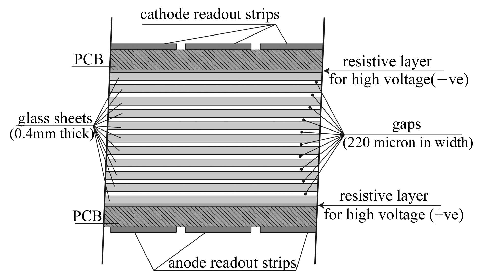 cathode readout strips
PCB
resistive layer
for high voltage(−ve)
glass sheets
(0.4mm thick)
gaps
(220 micron in width)
resistive layer
for high voltage (−ve)
PCB
anode readout strips